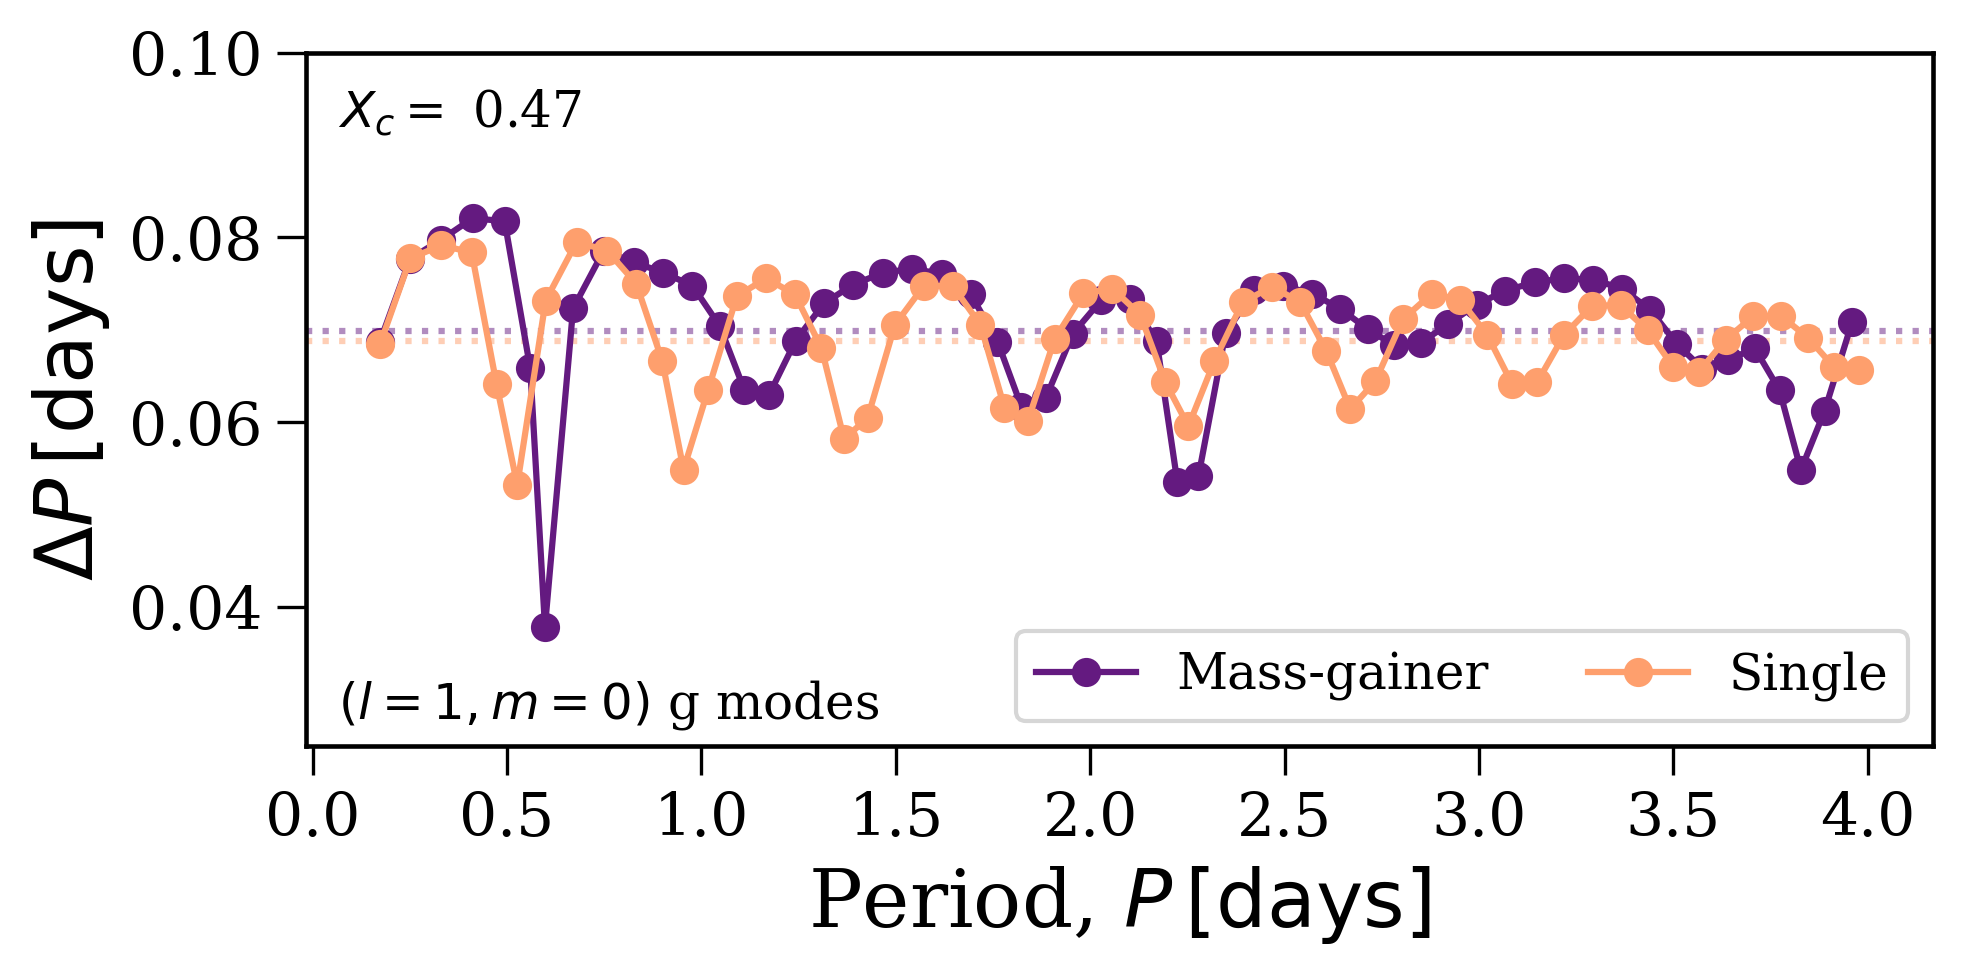 0.10
0.08
0.06
0.04
ΔP [days]
X_c = 0.47
(l = 1, m = 0) g modes
Mass-gainer Single
0.0 0.5 1.0 1.5 2.0 2.5 3.0 3.5 4.0
Period, P [days]